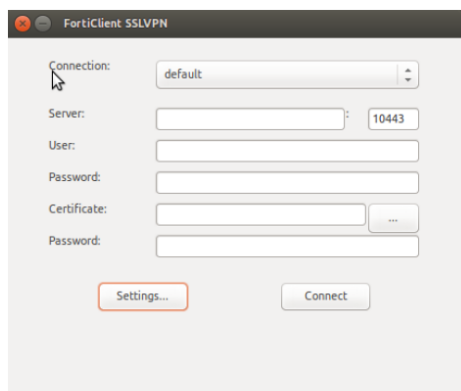 FortiClient SSLVPN
Connection: default
Server: : 10443
User:
Password:
Certificate: ...
Password:
Settings... Connect